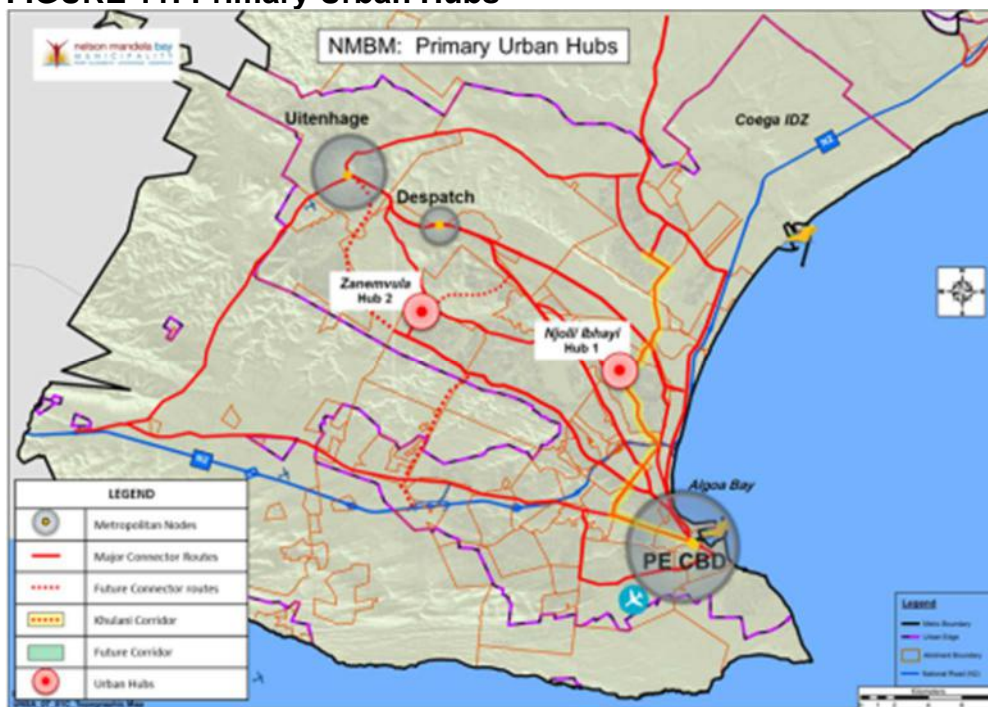 FIGURE 11: Primary Urban Hubs
nelson mandela bay
MUNICIPALITY
NMBM: Primary Urban Hubs
Coega IDZ
N2
Uitenhage
Despatch
Zanemvula
Hub 2
Njoli/ Ibhayi
Hub 1
N2
Algoa Bay
PE CBD
LEGEND
Metropolitan Nodes
Major Connector Routes
Future Connector routes
Khulani Corridor
Future Corridor
Urban Hubs
Legend
Metro Boundary
Urban Edge
Allotment Boundary
National Road (N2)
Kilometers